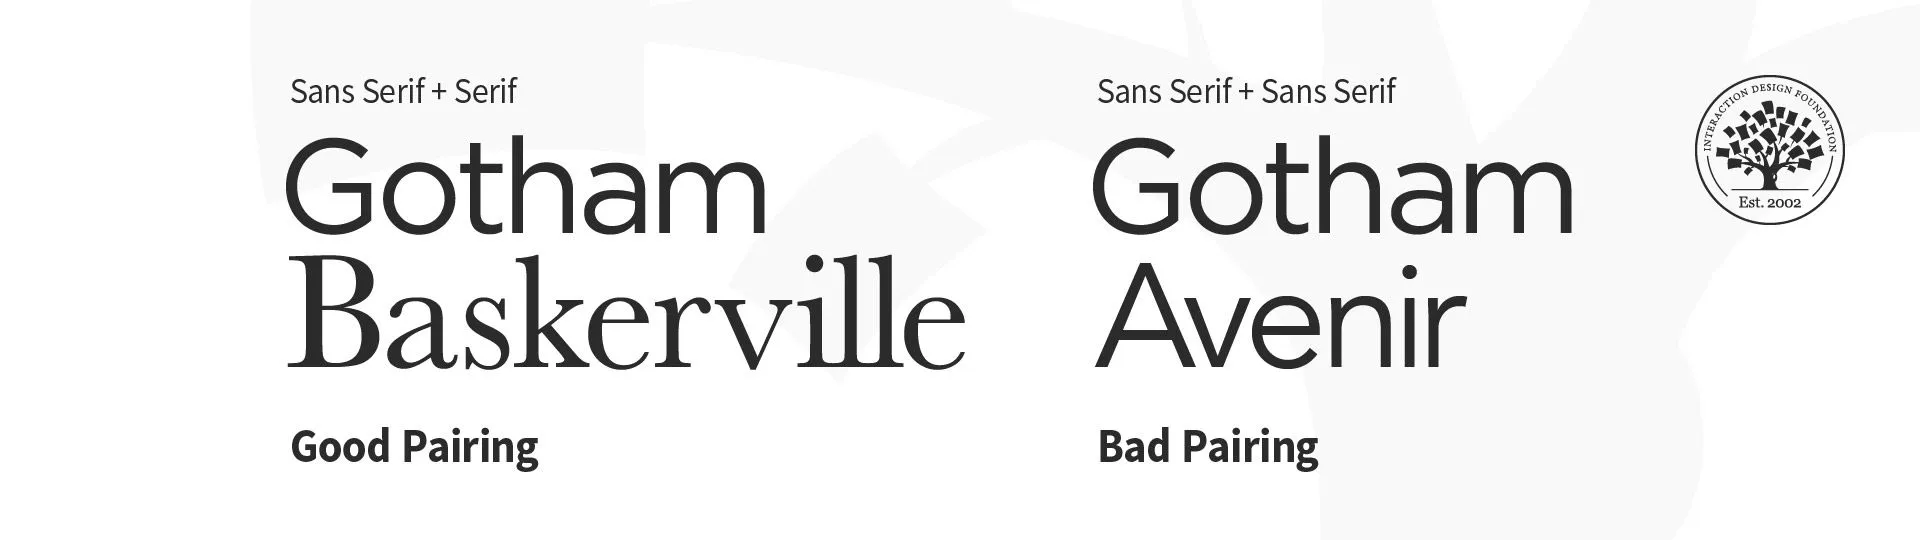 Sans Serif + Serif
Gotham
Baskerville
Good Pairing
Sans Serif + Sans Serif
Gotham
Avenir
Bad Pairing
INTERACTION DESIGN FOUNDATION
Est. 2002